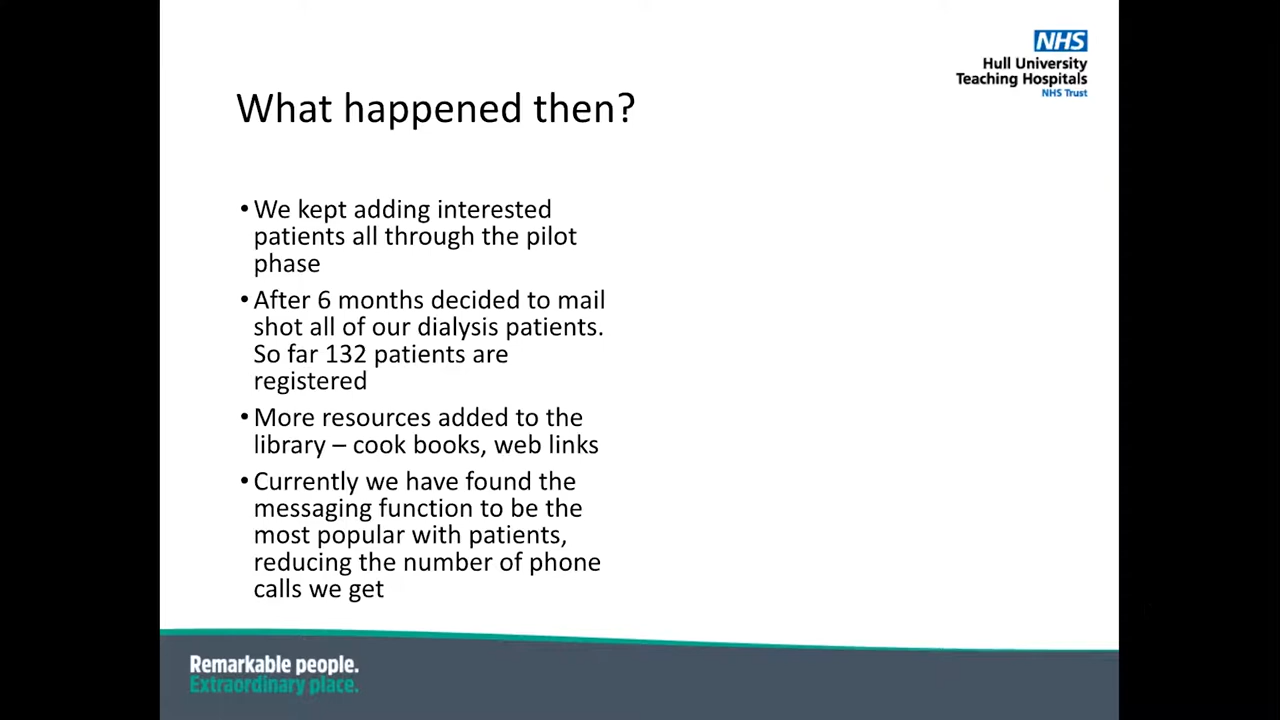 NHS
Hull University
Teaching Hospitals
NHS Trust
What happened then?
• We kept adding interested
patients all through the pilot
phase
• After 6 months decided to mail
shot all of our dialysis patients.
So far 132 patients are
registered
• More resources added to the
library – cook books, web links
• Currently we have found the
messaging function to be the
most popular with patients,
reducing the number of phone
calls we get
Remarkable people.
Extraordinary place.